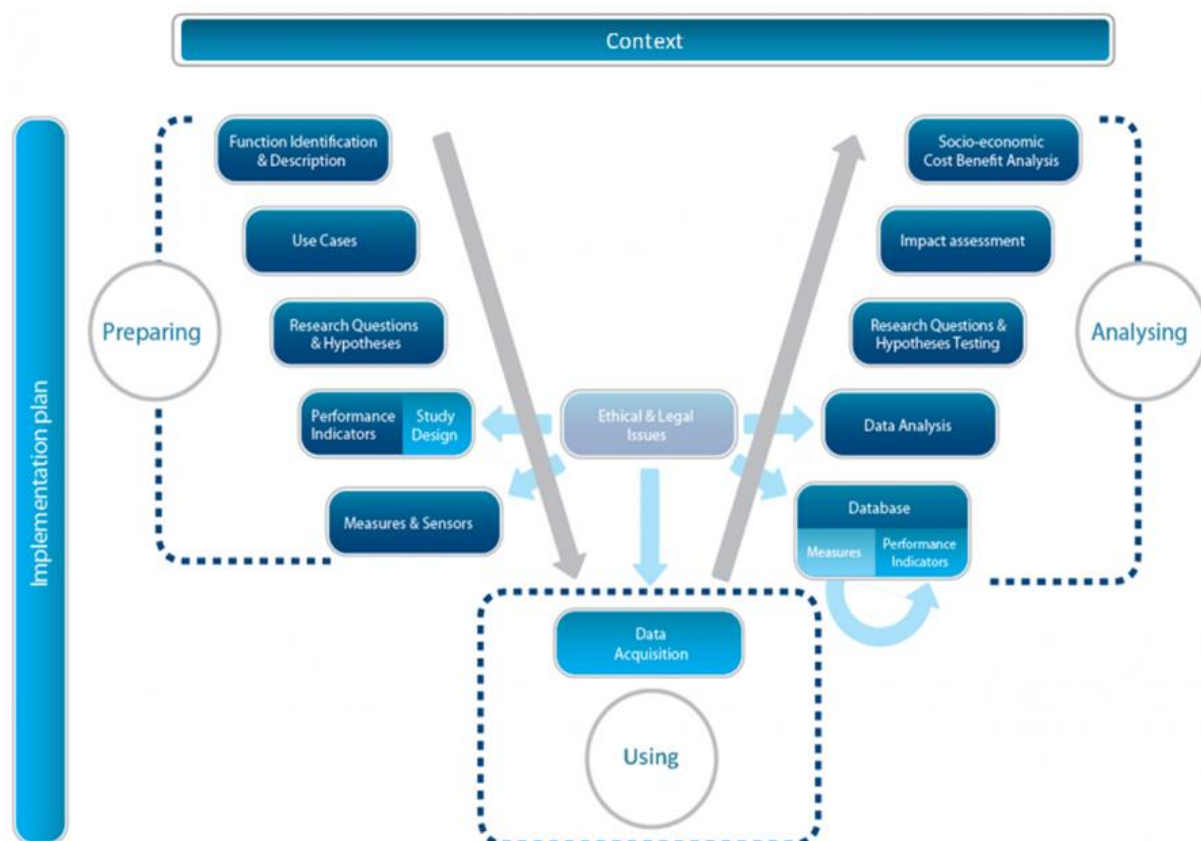 Context
Implementation plan
Preparing
Function Identification
& Description
Use Cases
Research Questions
& Hypotheses
Performance
Indicators
Study
Design
Measures & Sensors
Ethical & Legal
Issues
Data
Acquisition
Using
Socio-economic
Cost Benefit Analysis
Impact assessment
Research Questions &
Hypotheses Testing
Data Analysis
Database
Measures
Performance
Indicators
Analysing